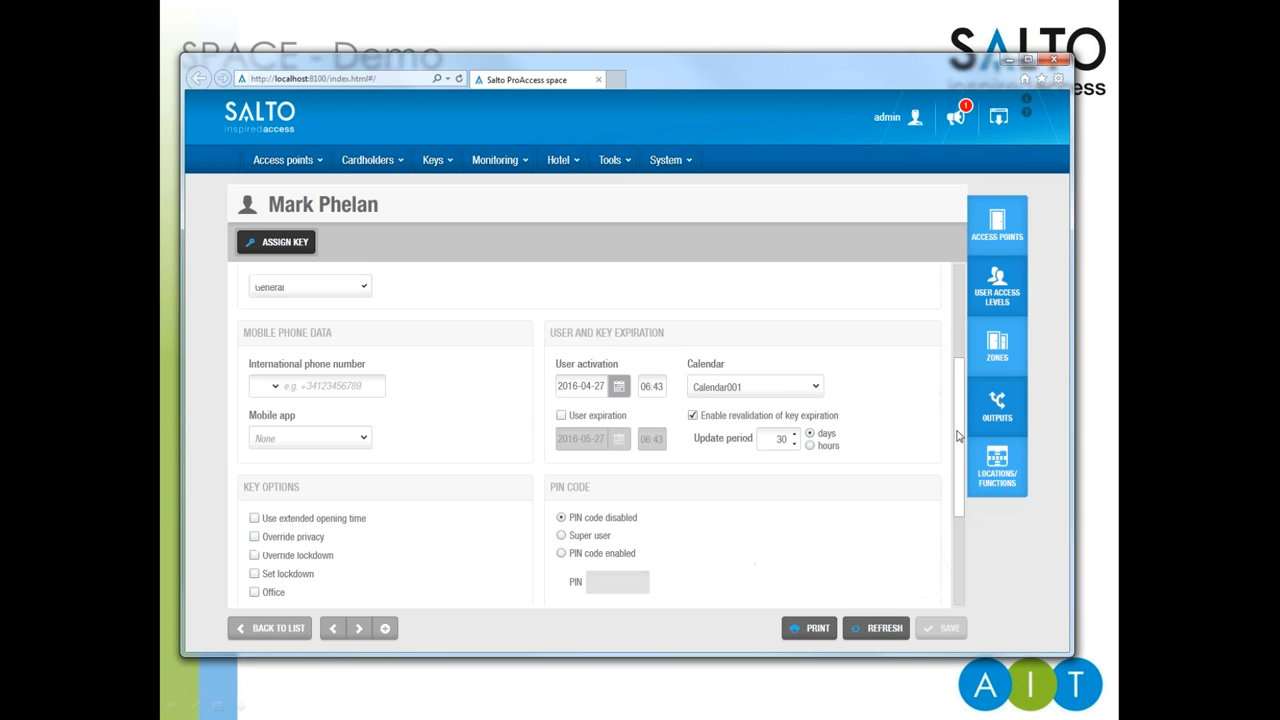 SPACE - Demo
SALTO
inspiredaccess
http://localhost:8100/index.html#/
Salto ProAccess space
SALTO
inspiredaccess
admin
1
Access points
Cardholders
Keys
Monitoring
Hotel
Tools
System
Mark Phelan
ASSIGN KEY
General
MOBILE PHONE DATA
International phone number
e.g. +34123456789
Mobile app
None
USER AND KEY EXPIRATION
User activation
Calendar
2016-04-27
06:43
Calendar001
User expiration
Enable revalidation of key expiration
2016-05-27
06:43
Update period
30
days
hours
KEY OPTIONS
Use extended opening time
Override privacy
Override lockdown
Set lockdown
Office
PIN CODE
PIN code disabled
Super user
PIN code enabled
PIN
ACCESS POINTS
USER ACCESS
LEVELS
ZONES
OUTPUTS
LOCATIONS/
FUNCTIONS
BACK TO LIST
PRINT
REFRESH
SAVE
A I T